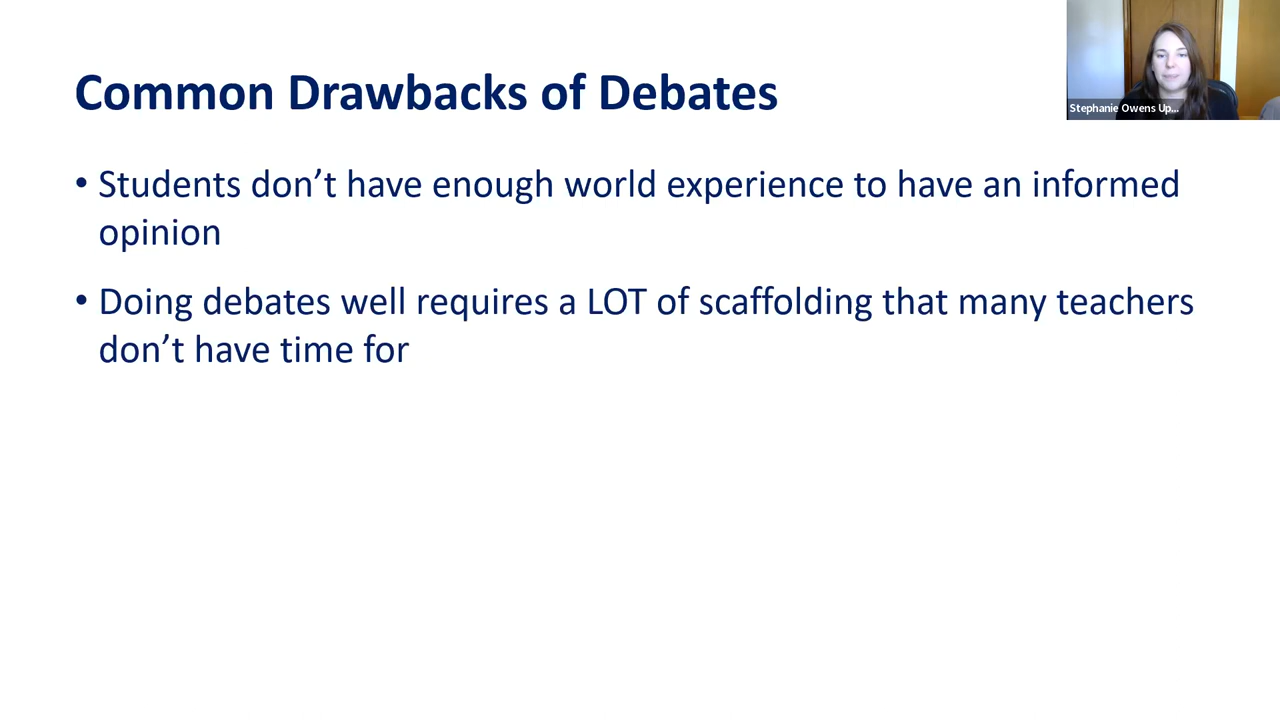 Common Drawbacks of Debates
Stephanie Owens Up...
• Students don’t have enough world experience to have an informed
opinion
• Doing debates well requires a LOT of scaffolding that many teachers
don’t have time for